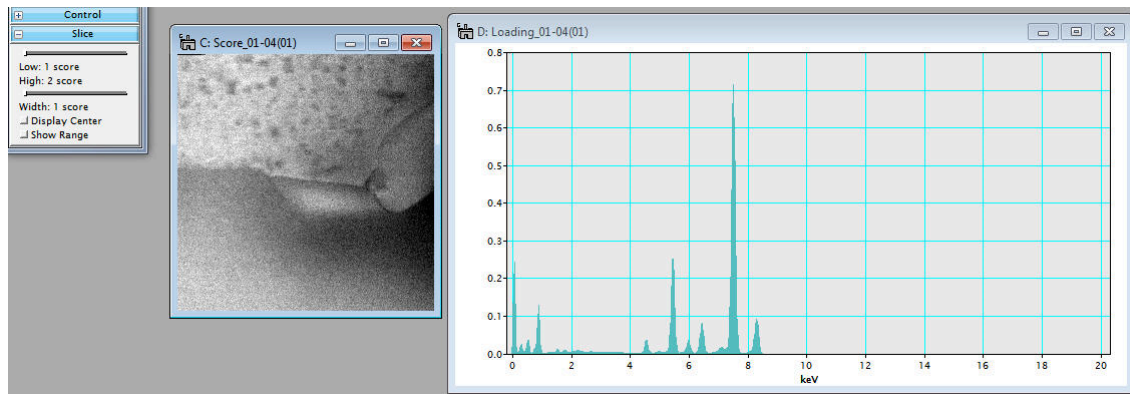 Control
Slice
Low: 1 score
High: 2 score
Width: 1 score
Display Center
Show Range
C: Score_01-04(01)
D: Loading_01-04(01)
0.8
0.7
0.6
0.5
0.4
0.3
0.2
0.1
0.0
0 2 4 6 8 10 12 14 16 18 20
keV